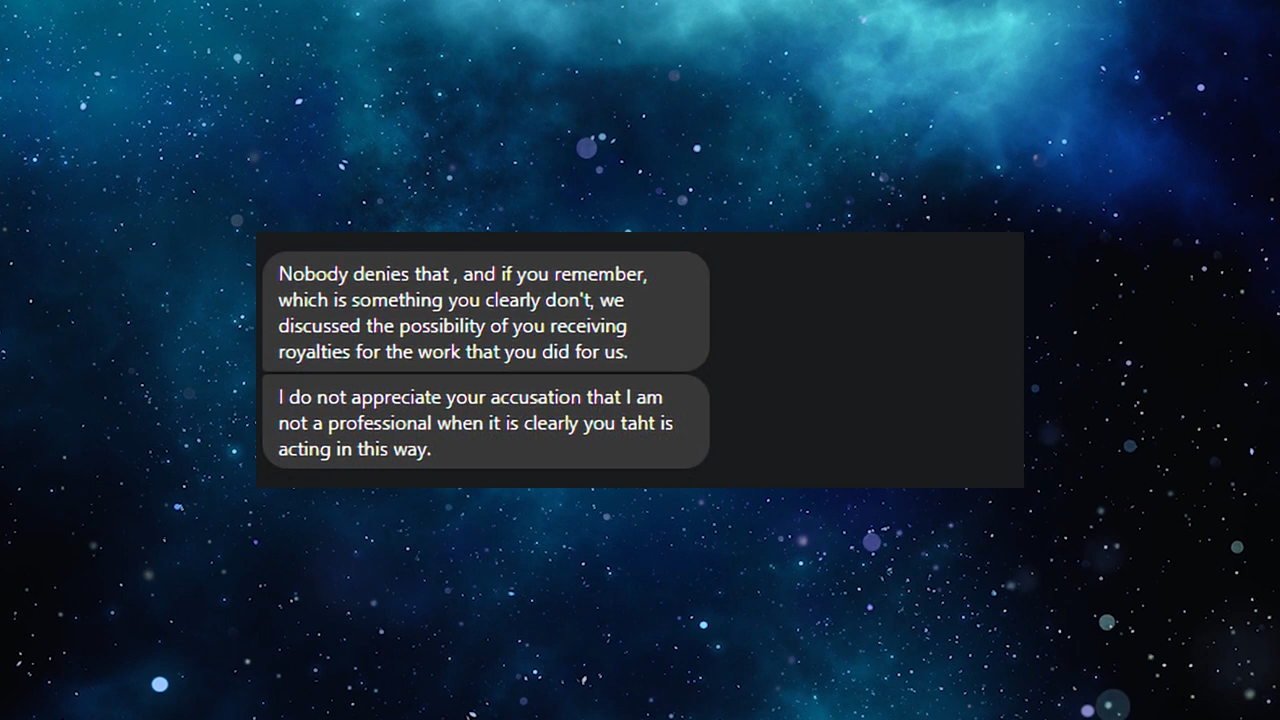 Nobody denies that , and if you remember,
which is something you clearly don't, we
discussed the possibility of you receiving
royalties for the work that you did for us.
I do not appreciate your accusation that I am
not a professional when it is clearly you taht is
acting in this way.